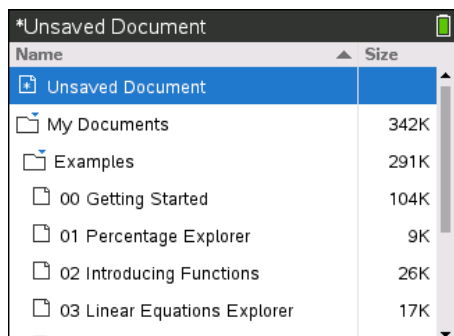 *Unsaved Document
Name Size
Unsaved Document
My Documents 342K
Examples 291K
00 Getting Started 104K
01 Percentage Explorer 9K
02 Introducing Functions 26K
03 Linear Equations Explorer 17K